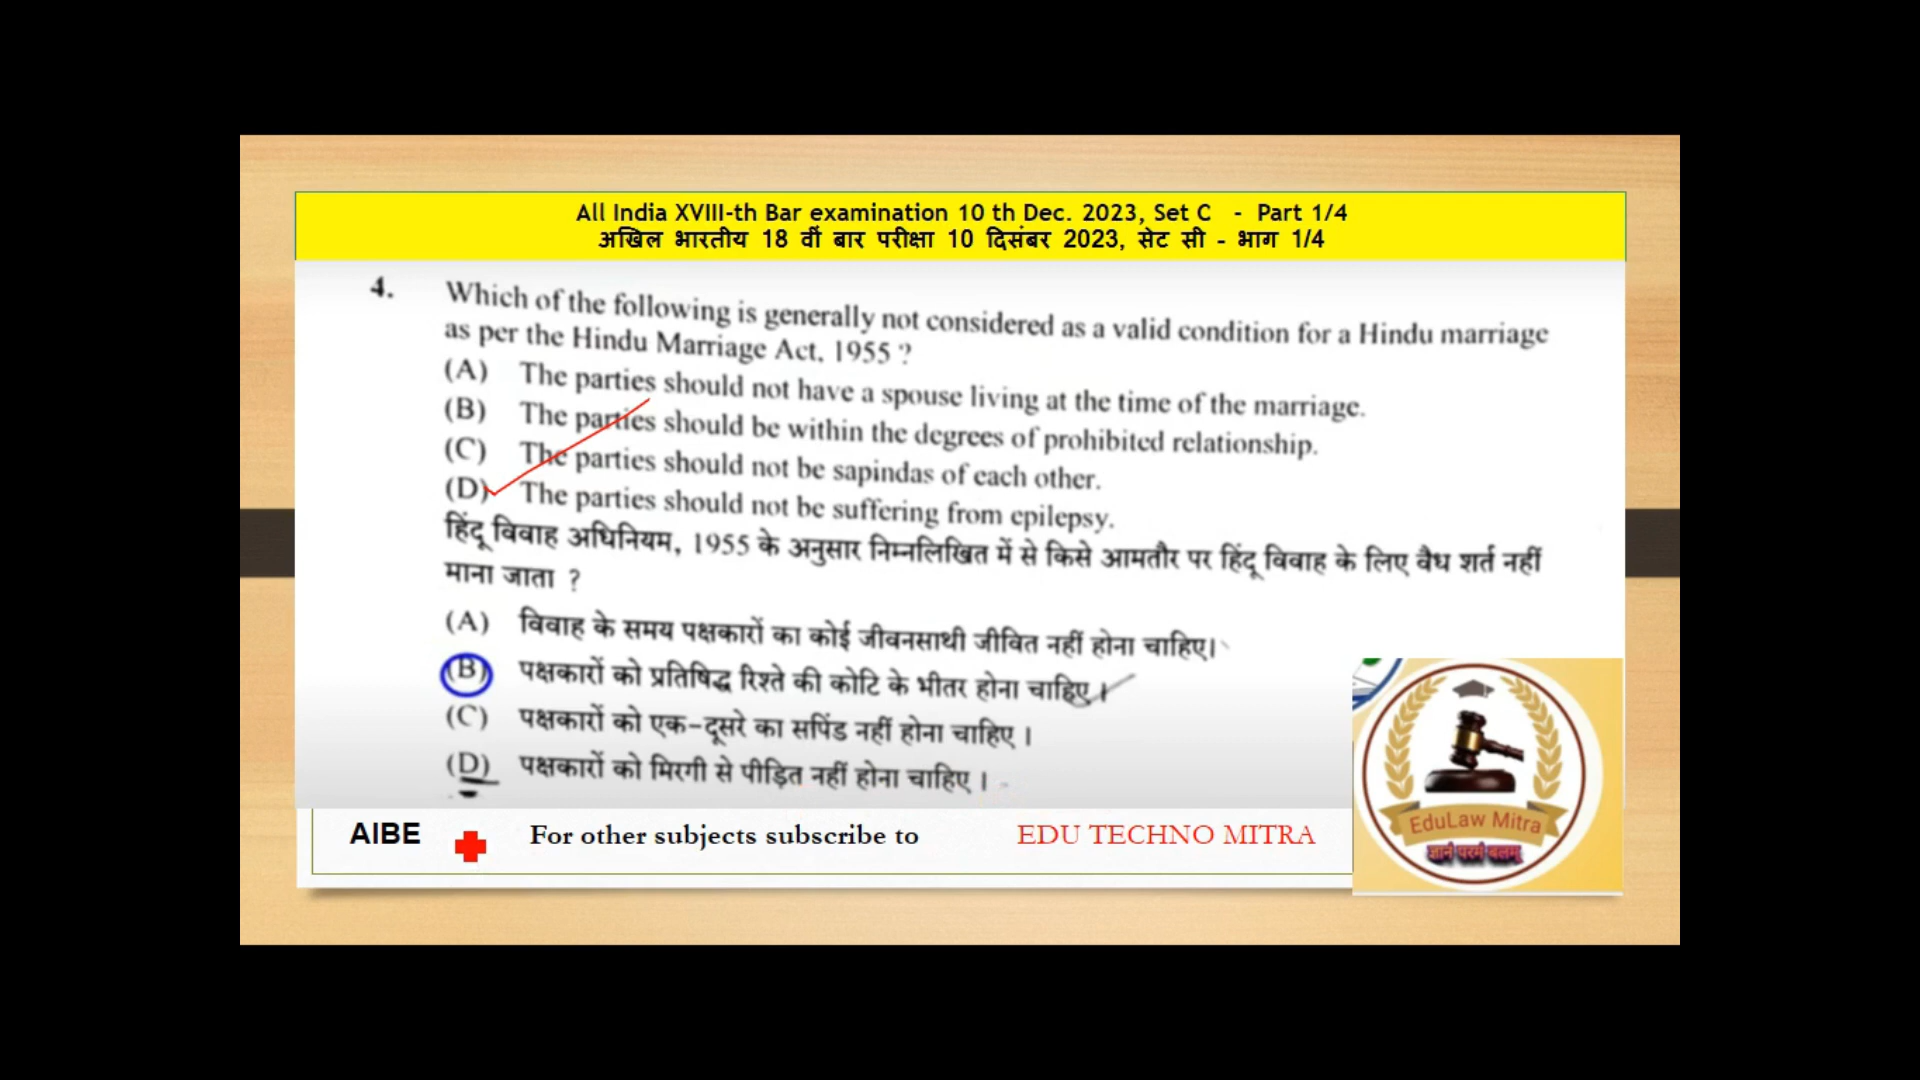 All India XVIII-th Bar examination 10 th Dec. 2023, Set C - Part 1/4
अखिल भारतीय 18 वीं बार परीक्षा 10 दिसंबर 2023, सेट सी - भाग 1/4
4. Which of the following is generally not considered as a valid condition for a Hindu marriage
as per the Hindu Marriage Act, 1955 ?
(A) The parties should not have a spouse living at the time of the marriage.
(B) The parties should be within the degrees of prohibited relationship.
(C) The parties should not be sapindas of each other.
(D) The parties should not be suffering from epilepsy.
हिंदू विवाह अधिनियम, 1955 के अनुसार निम्नलिखित में से किसे आमतौर पर हिंदू विवाह के लिए वैध शर्त नहीं
माना जाता ?
(A) विवाह के समय पक्षकारों का कोई जीवनसाथी जीवित नहीं होना चाहिए।
(B) पक्षकारों को प्रतिषिद्ध रिश्ते की कोटि के भीतर होना चाहिए ।
(C) पक्षकारों को एक-दूसरे का सपिंड नहीं होना चाहिए ।
(D) पक्षकारों को मिरगी से पीड़ित नहीं होना चाहिए ।
AIBE For other subjects subscribe to EDU TECHNO MITRA
EduLaw Mitra
ज्ञानं परमं बलम्